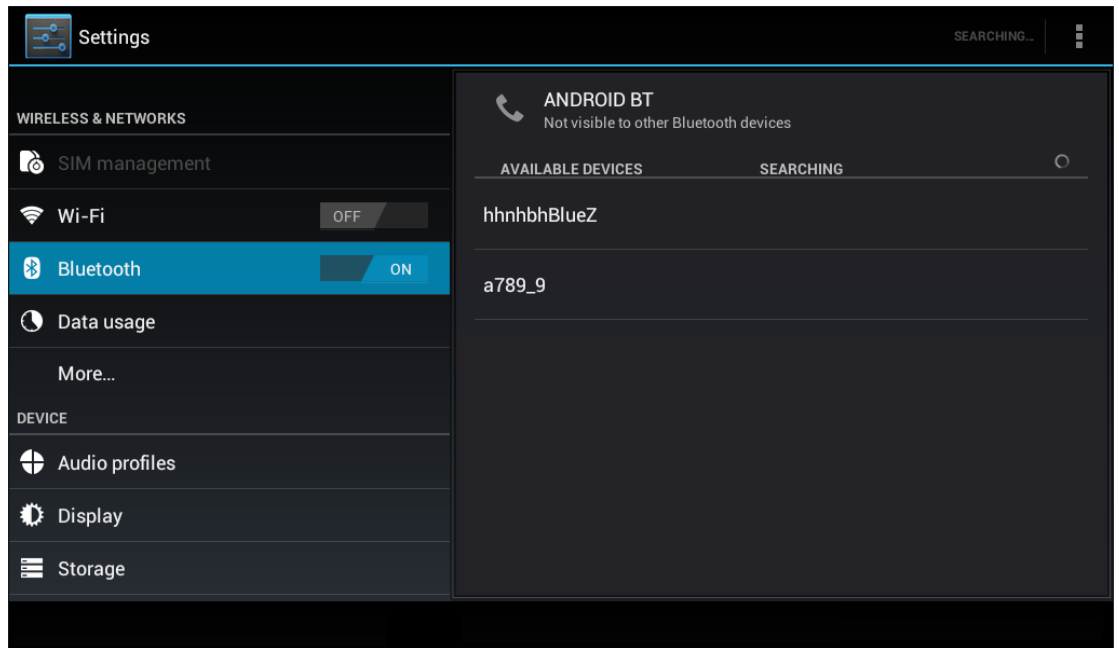 Settings
SEARCHING...
WIRELESS & NETWORKS
SIM management
Wi-Fi OFF
Bluetooth ON
Data usage
More...
DEVICE
Audio profiles
Display
Storage
ANDROID BT
Not visible to other Bluetooth devices
AVAILABLE DEVICES SEARCHING
hhnhbhBlueZ
a789_9